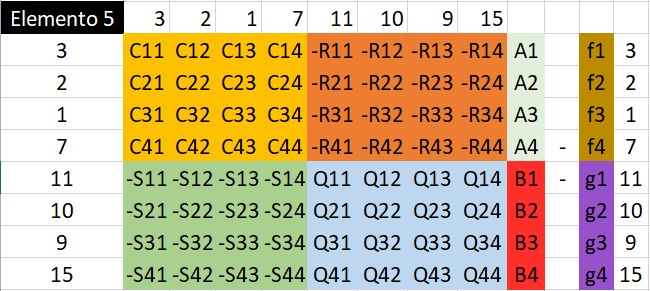 Elemento 5 3 2 1 7 11 10 9 15
3 C11 C12 C13 C14 -R11 -R12 -R13 -R14 A1 f1 3
2 C21 C22 C23 C24 -R21 -R22 -R23 -R24 A2 f2 2
1 C31 C32 C33 C34 -R31 -R32 -R33 -R34 A3 f3 1
7 C41 C42 C43 C44 -R41 -R42 -R43 -R44 A4 - f4 7
11 -S11 -S12 -S13 -S14 Q11 Q12 Q13 Q14 B1 - g1 11
10 -S21 -S22 -S23 -S24 Q21 Q22 Q23 Q24 B2 g2 10
9 -S31 -S32 -S33 -S34 Q31 Q32 Q33 Q34 B3 g3 9
15 -S41 -S42 -S43 -S44 Q41 Q42 Q43 Q44 B4 g4 15